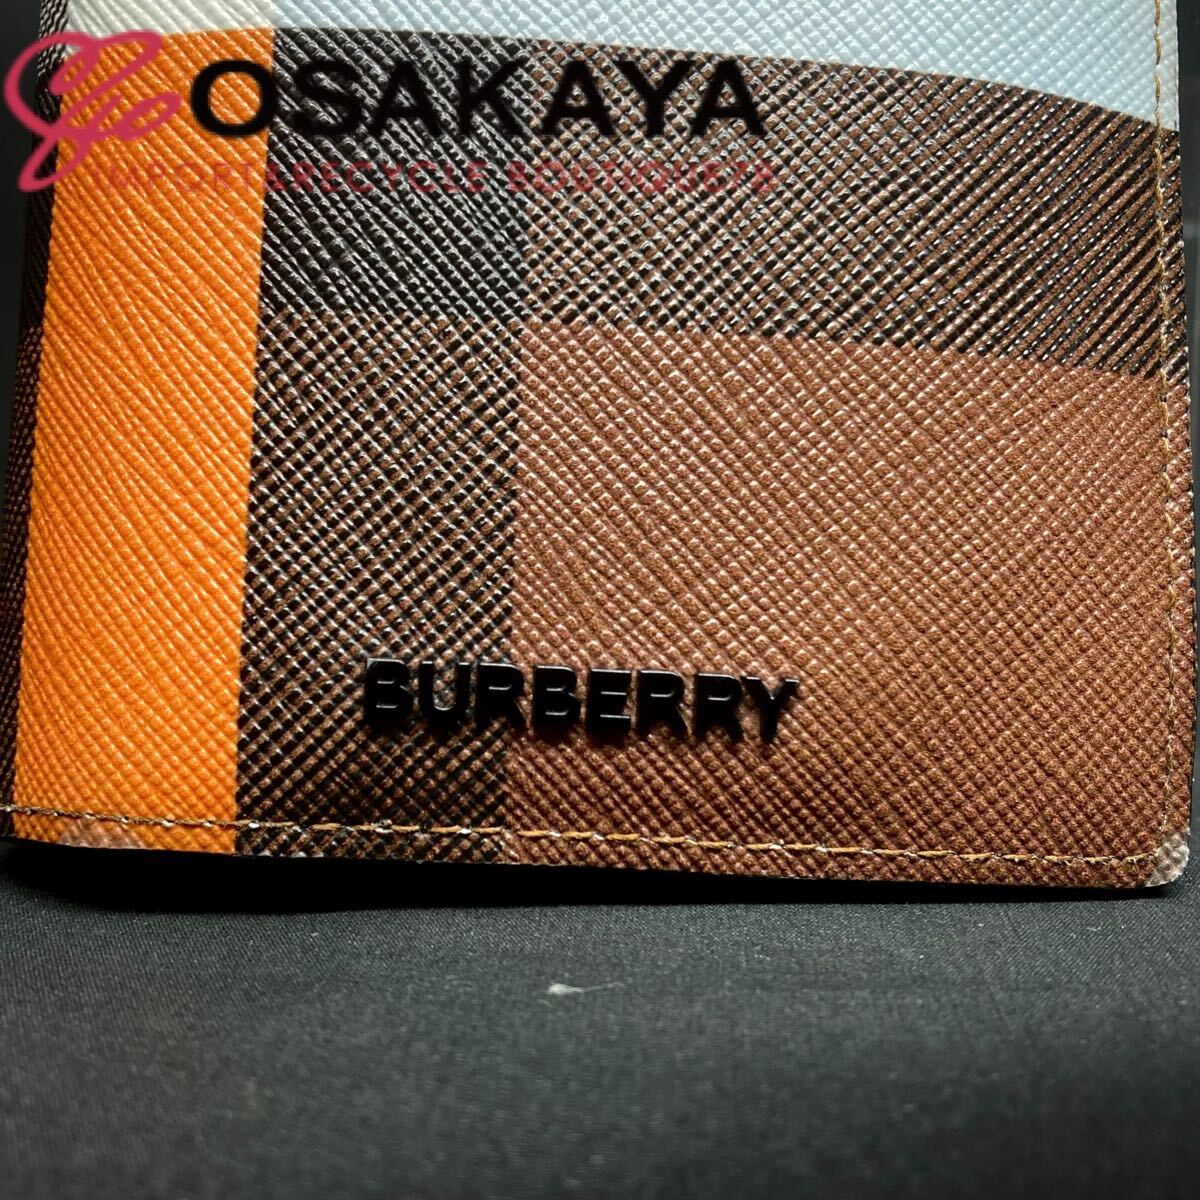 OSAKAYA
IMPORT&RECYCLE BOUTIQUE78
BURBERRY